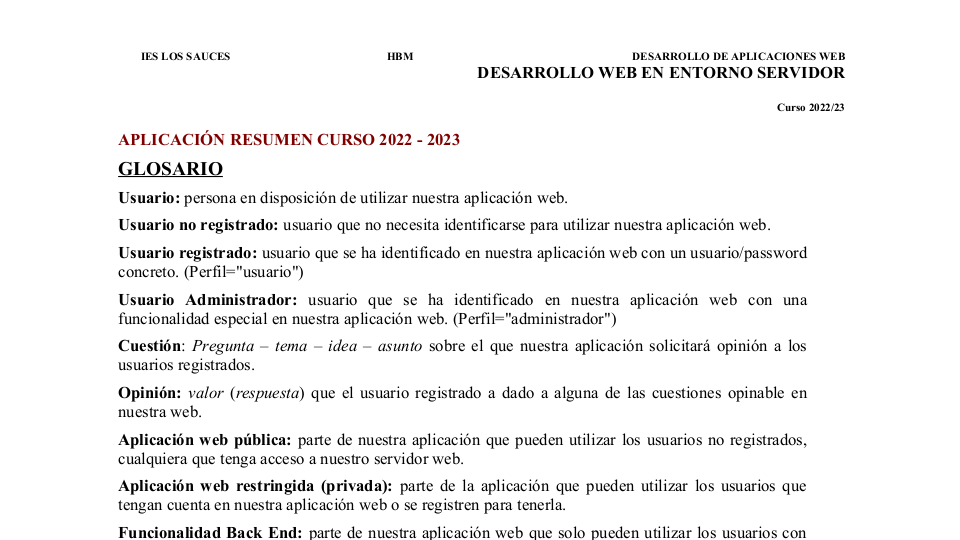 IES LOS SAUCES HBM DESARROLLO DE APLICACIONES WEB
DESARROLLO WEB EN ENTORNO SERVIDOR
Curso 2022/23
APLICACIÓN RESUMEN CURSO 2022 - 2023
GLOSARIO
Usuario: persona en disposición de utilizar nuestra aplicación web.
Usuario no registrado: usuario que no necesita identificarse para utilizar nuestra aplicación web.
Usuario registrado: usuario que se ha identificado en nuestra aplicación web con un usuario/password
concreto. (Perfil="usuario")
Usuario Administrador: usuario que se ha identificado en nuestra aplicación web con una
funcionalidad especial en nuestra aplicación web. (Perfil="administrador")
Cuestión: Pregunta – tema – idea – asunto sobre el que nuestra aplicación solicitará opinión a los
usuarios registrados.
Opinión: valor (respuesta) que el usuario registrado a dado a alguna de las cuestiones opinable en
nuestra web.
Aplicación web pública: parte de nuestra aplicación que pueden utilizar los usuarios no registrados,
cualquiera que tenga acceso a nuestro servidor web.
Aplicación web restringida (privada): parte de la aplicación que pueden utilizar los usuarios que
tengan cuenta en nuestra aplicación web o se registren para tenerla.
Funcionalidad Back End: parte de nuestra aplicación web que solo pueden utilizar los usuarios con